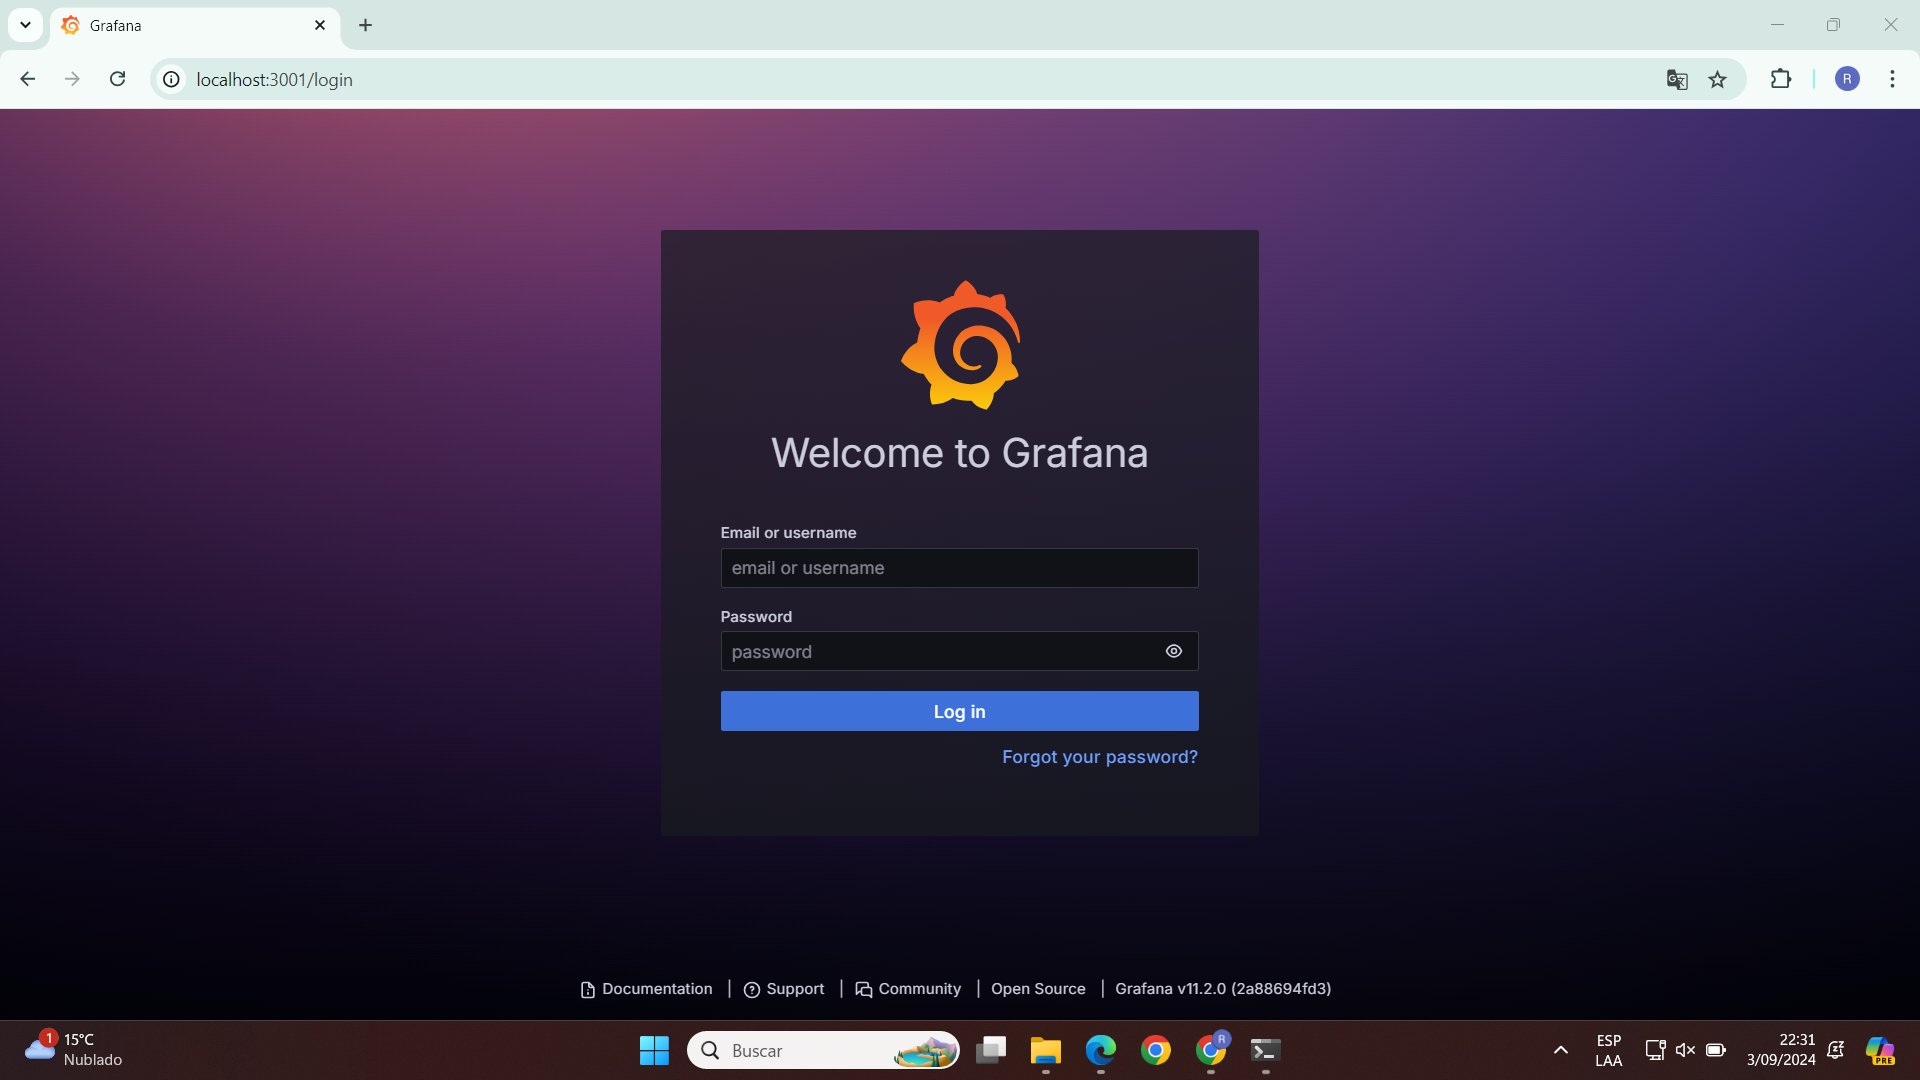 Grafana
localhost:3001/login
R
Welcome to Grafana
Email or username
email or username
Password
password
Log in
Forgot your password?
Documentation | Support | Community | Open Source | Grafana v11.2.0 (2a88694fd3)
1
15°C
Nublado
Buscar
R
ESP
LAA
22:31
3/09/2024
PRE